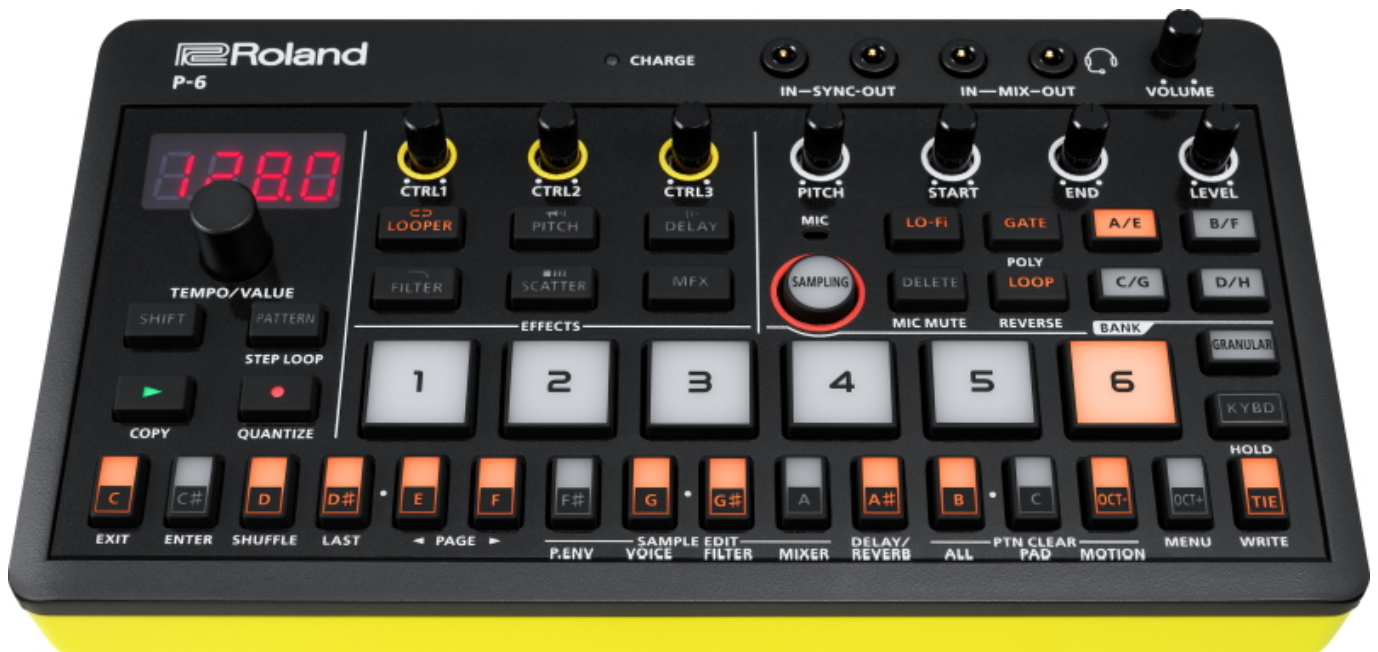 Roland
P-6
CHARGE
IN—SYNC-OUT
IN—MIX—OUT
VOLUME
128.0
CTRL1
CTRL2
CTRL3
PITCH
START
END
LEVEL
LOOPER
PITCH
DELAY
MIC
LO-Fi
GATE
A/E
B/F
POLY
FILTER
SCATTER
MFX
SAMPLING
DELETE
LOOP
C/G
D/H
TEMPO/VALUE
SHIFT
PATTERN
EFFECTS
MIC MUTE
REVERSE
BANK
STEP LOOP
1
2
3
4
5
6
GRANULAR
KYBD
COPY
QUANTIZE
HOLD
C
C#
D
D#
E
F
F#
G
G#
A
A#
B
C
OCT-
OCT+
TIE
EXIT
ENTER
SHUFFLE
LAST
◄ PAGE ►
SAMPLE EDIT
P.ENV
VOICE
FILTER
MIXER
DELAY/
REVERB
PTN CLEAR
ALL
PAD
MOTION
MENU
WRITE